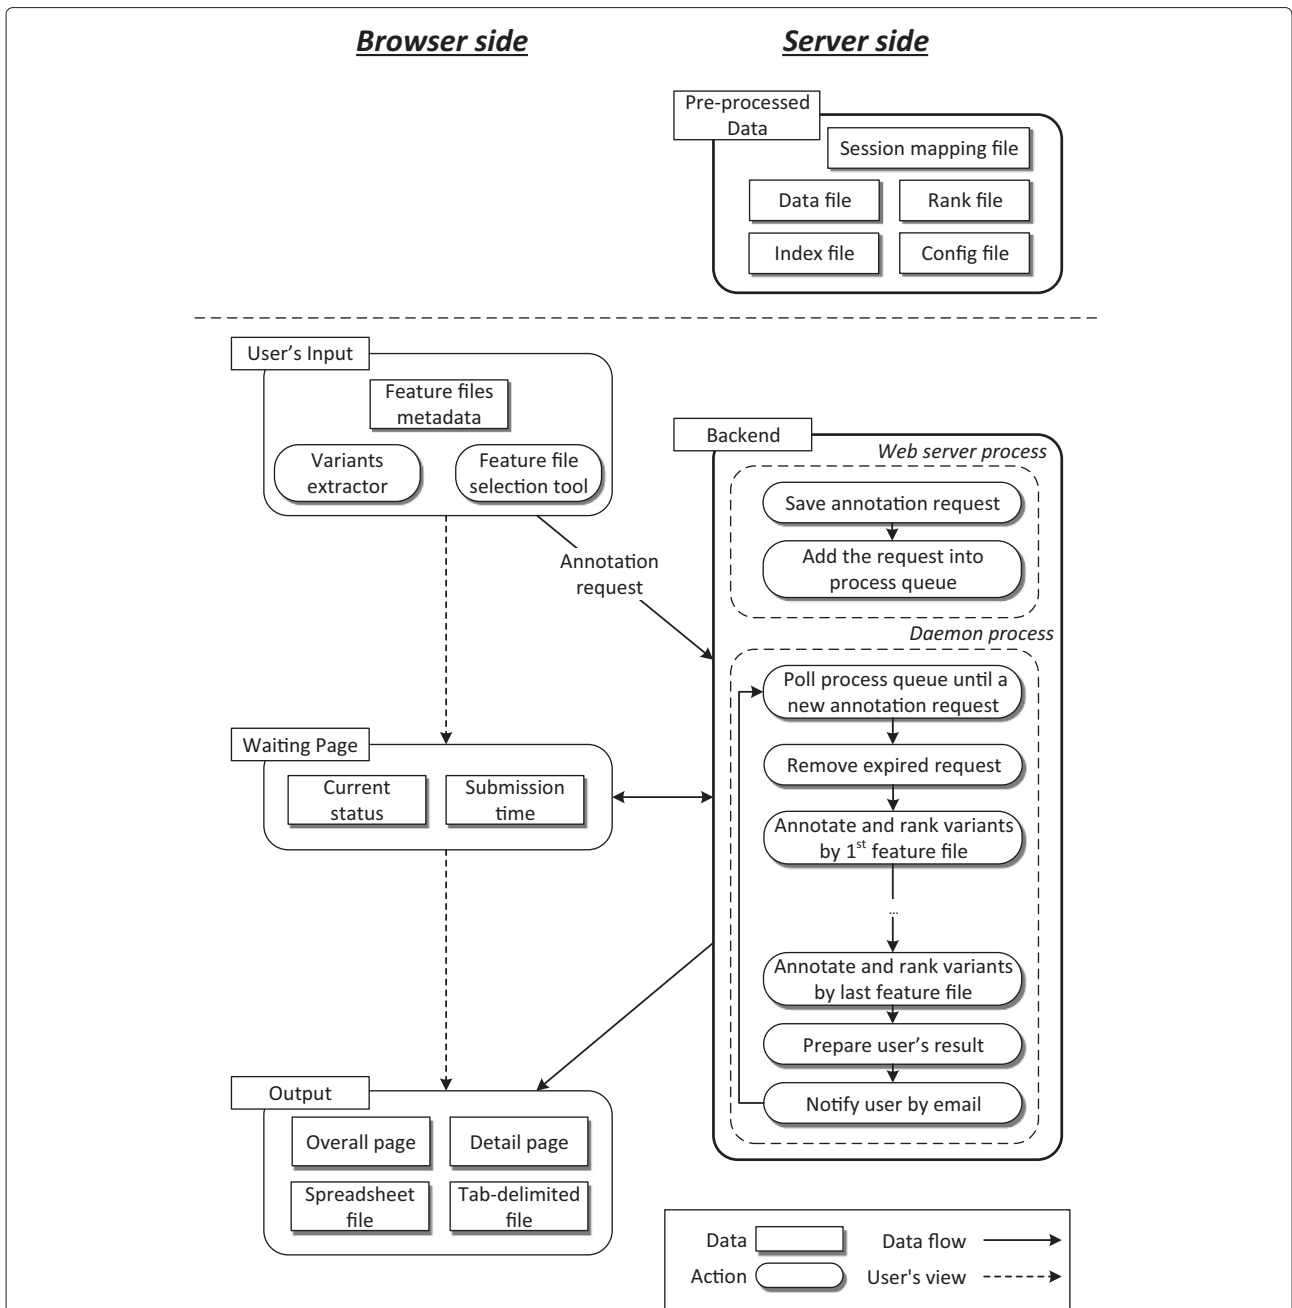 Browser side
Server side
Pre-processed
Data
Session mapping file
Data file
Rank file
Index file
Config file
User’s Input
Feature files
metadata
Variants
extractor
Feature file
selection tool
Annotation
request
Backend
Web server process
Save annotation request
Add the request into
process queue
Daemon process
Poll process queue until a
new annotation request
Remove expired request
Annotate and rank variants
by 1st feature file
...
Annotate and rank variants
by last feature file
Prepare user’s result
Notify user by email
Waiting Page
Current
status
Submission
time
Output
Overall page
Detail page
Spreadsheet
file
Tab-delimited
file
Data
Data flow
Action
User's view